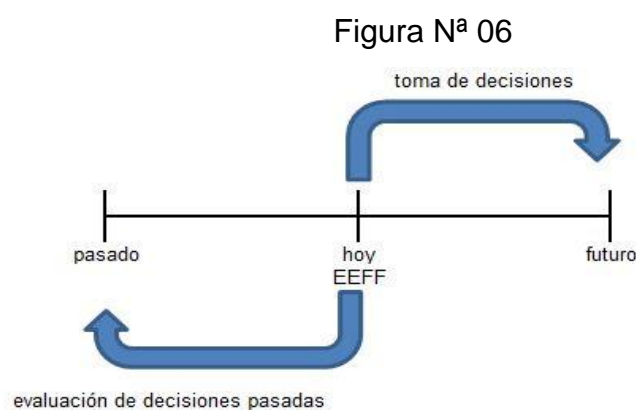 Figura Nª 06
toma de decisiones
pasado
hoy
futuro
EEFF
evaluación de decisiones pasadas